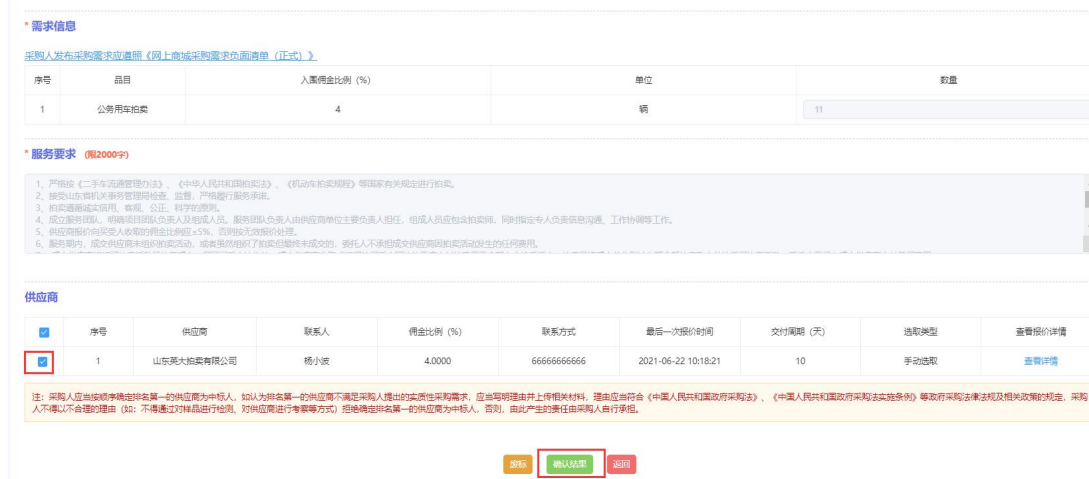 * 需求信息
采购人发布采购需求应遵照《网上商城采购需求负面清单（正式）》
序号 品目 入围佣金比例（%） 单位 数量
1 公务用车拍卖 4 辆 11
* 服务要求 （限2000字）
1、严格按《二手车流通管理办法》、《中华人民共和国拍卖法》、《机动车拍卖规程》等国家有关规定进行拍卖。
2、接受山东省机关事务管理局检查、监督，严格履行服务承诺。
3、拍卖遵循诚实信用、客观、公正、科学的原则。
4、成立服务团队，明确项目团队负责人及组成人员。服务团队负责人由供应商单位主要负责人担任，组成人员应包含拍卖师，同时指定专人负责信息沟通、工作协调等工作。
5、供应商报价向买受人收取的佣金比例应≤5%，否则按无效报价处理。
6、服务期内，成交供应商未组织拍卖活动，或者虽然组织了拍卖但最终未成交的，委托人不承担成交供应商因拍卖活动发生的任何费用。
供应商
序号 供应商 联系人 佣金比例（%） 联系方式 最后一次报价时间 交付周期（天） 选取类型 查看报价详情
1 山东英大拍卖有限公司 杨小波 4.0000 66666666666 2021-06-22 10:18:21 10 手动选取 查看详情
注：采购人应当按顺序确定排名第一的供应商为中标人，如认为排名第一的供应商不满足采购人提出的实质性采购需求，应当写明理由并上传相关材料，理由应当符合《中国人民共和国政府采购法》、《中国人民共和国政府采购法实施条例》等政府采购法律法规及相关政策的规定，采购
人不得以不合理的理由（如：不得通过对样品进行检测、对供应商进行考察等方式）拒绝确定排名第一的供应商为中标人，否则，由此产生的责任由采购人自行承担。
废标 确认结果 返回